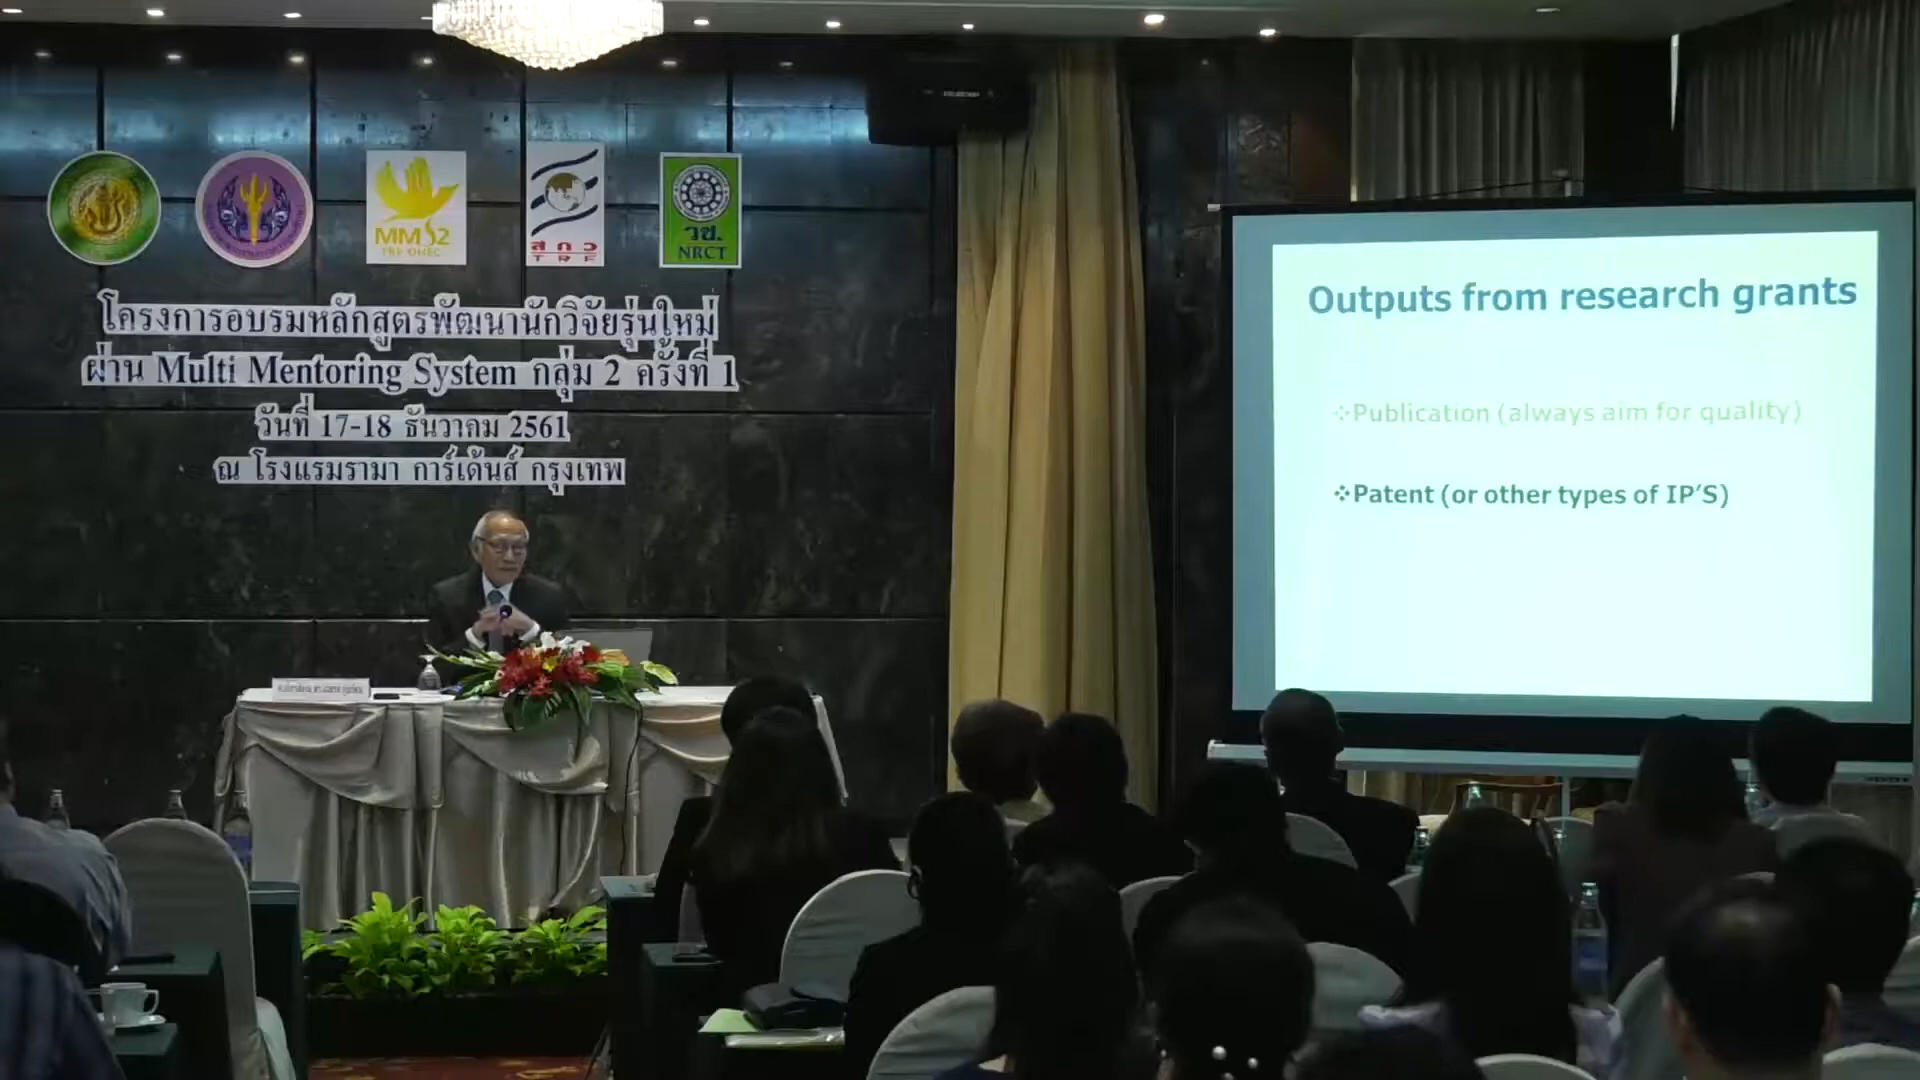 MMS2
TRF-OHEC
สกว
TRF
วช.
NRCT
โครงการอบรมหลักสูตรพัฒนานักวิจัยรุ่นใหม่
ผ่าน Multi Mentoring System กลุ่ม 2 ครั้งที่ 1
วันที่ 17-18 ธันวาคม 2561
ณ โรงแรมรามา การ์เด้นส์ กรุงเทพ
Outputs from research grants
❖Publication (always aim for quality)
❖Patent (or other types of IP’S)